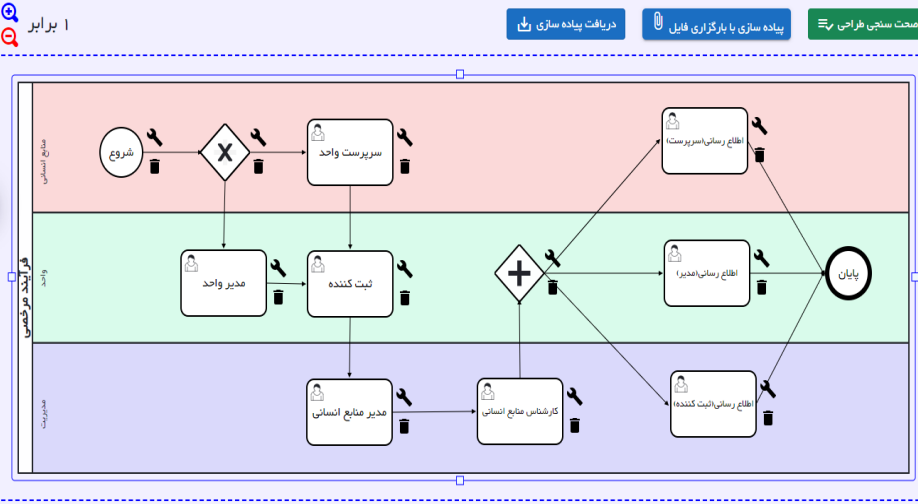 صحت سنجی طراحی
پیاده سازی با بارگزاری فایل
دریافت پیاده سازی
۱ برابر
فرآیند مرخصی
منابع انسانی
شروع
X
سرپرست واحد
اطلاع رسانی(سرپرست)
واحد
مدیر واحد
ثبت کننده
اطلاع رسانی(مدیر)
پایان
مدیریت
مدیر منابع انسانی
کارشناس منابع انسانی
اطلاع رسانی(ثبت کننده)